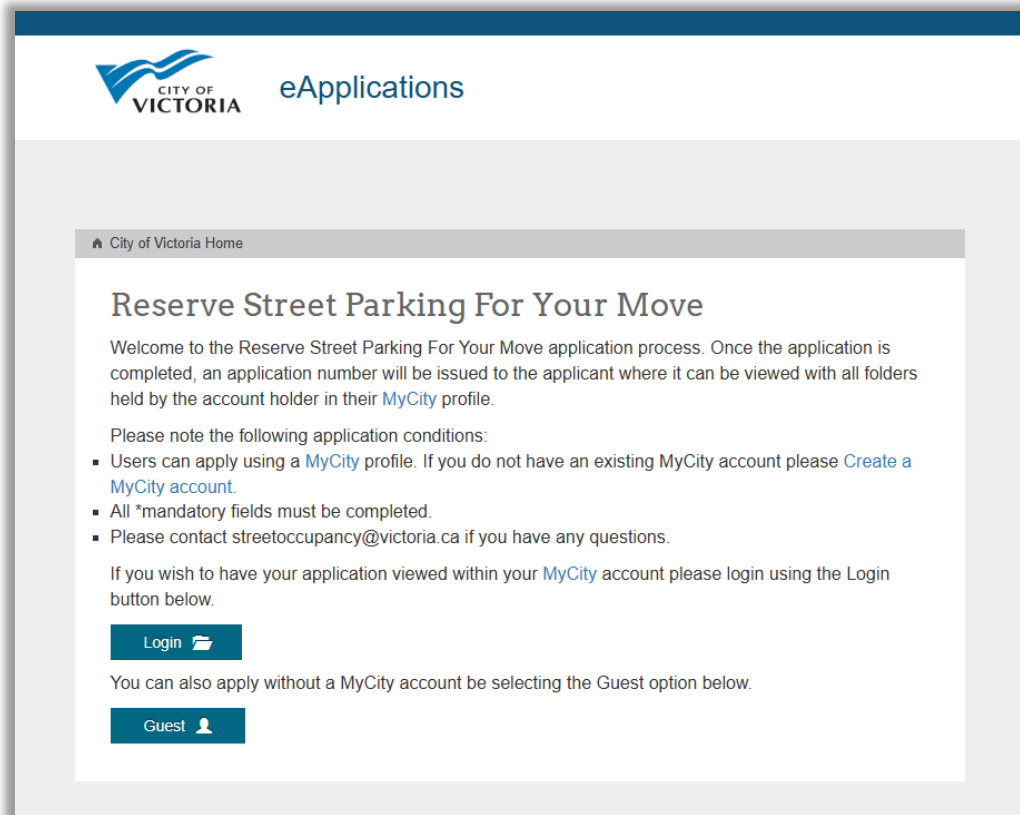 CITY OF
VICTORIA
eApplications
City of Victoria Home
Reserve Street Parking For Your Move
Welcome to the Reserve Street Parking For Your Move application process. Once the application is
completed, an application number will be issued to the applicant where it can be viewed with all folders
held by the account holder in their MyCity profile.
Please note the following application conditions:
▪ Users can apply using a MyCity profile. If you do not have an existing MyCity account please Create a
MyCity account.
▪ All *mandatory fields must be completed.
▪ Please contact streetoccupancy@victoria.ca if you have any questions.
If you wish to have your application viewed within your MyCity account please login using the Login
button below.
Login
You can also apply without a MyCity account be selecting the Guest option below.
Guest